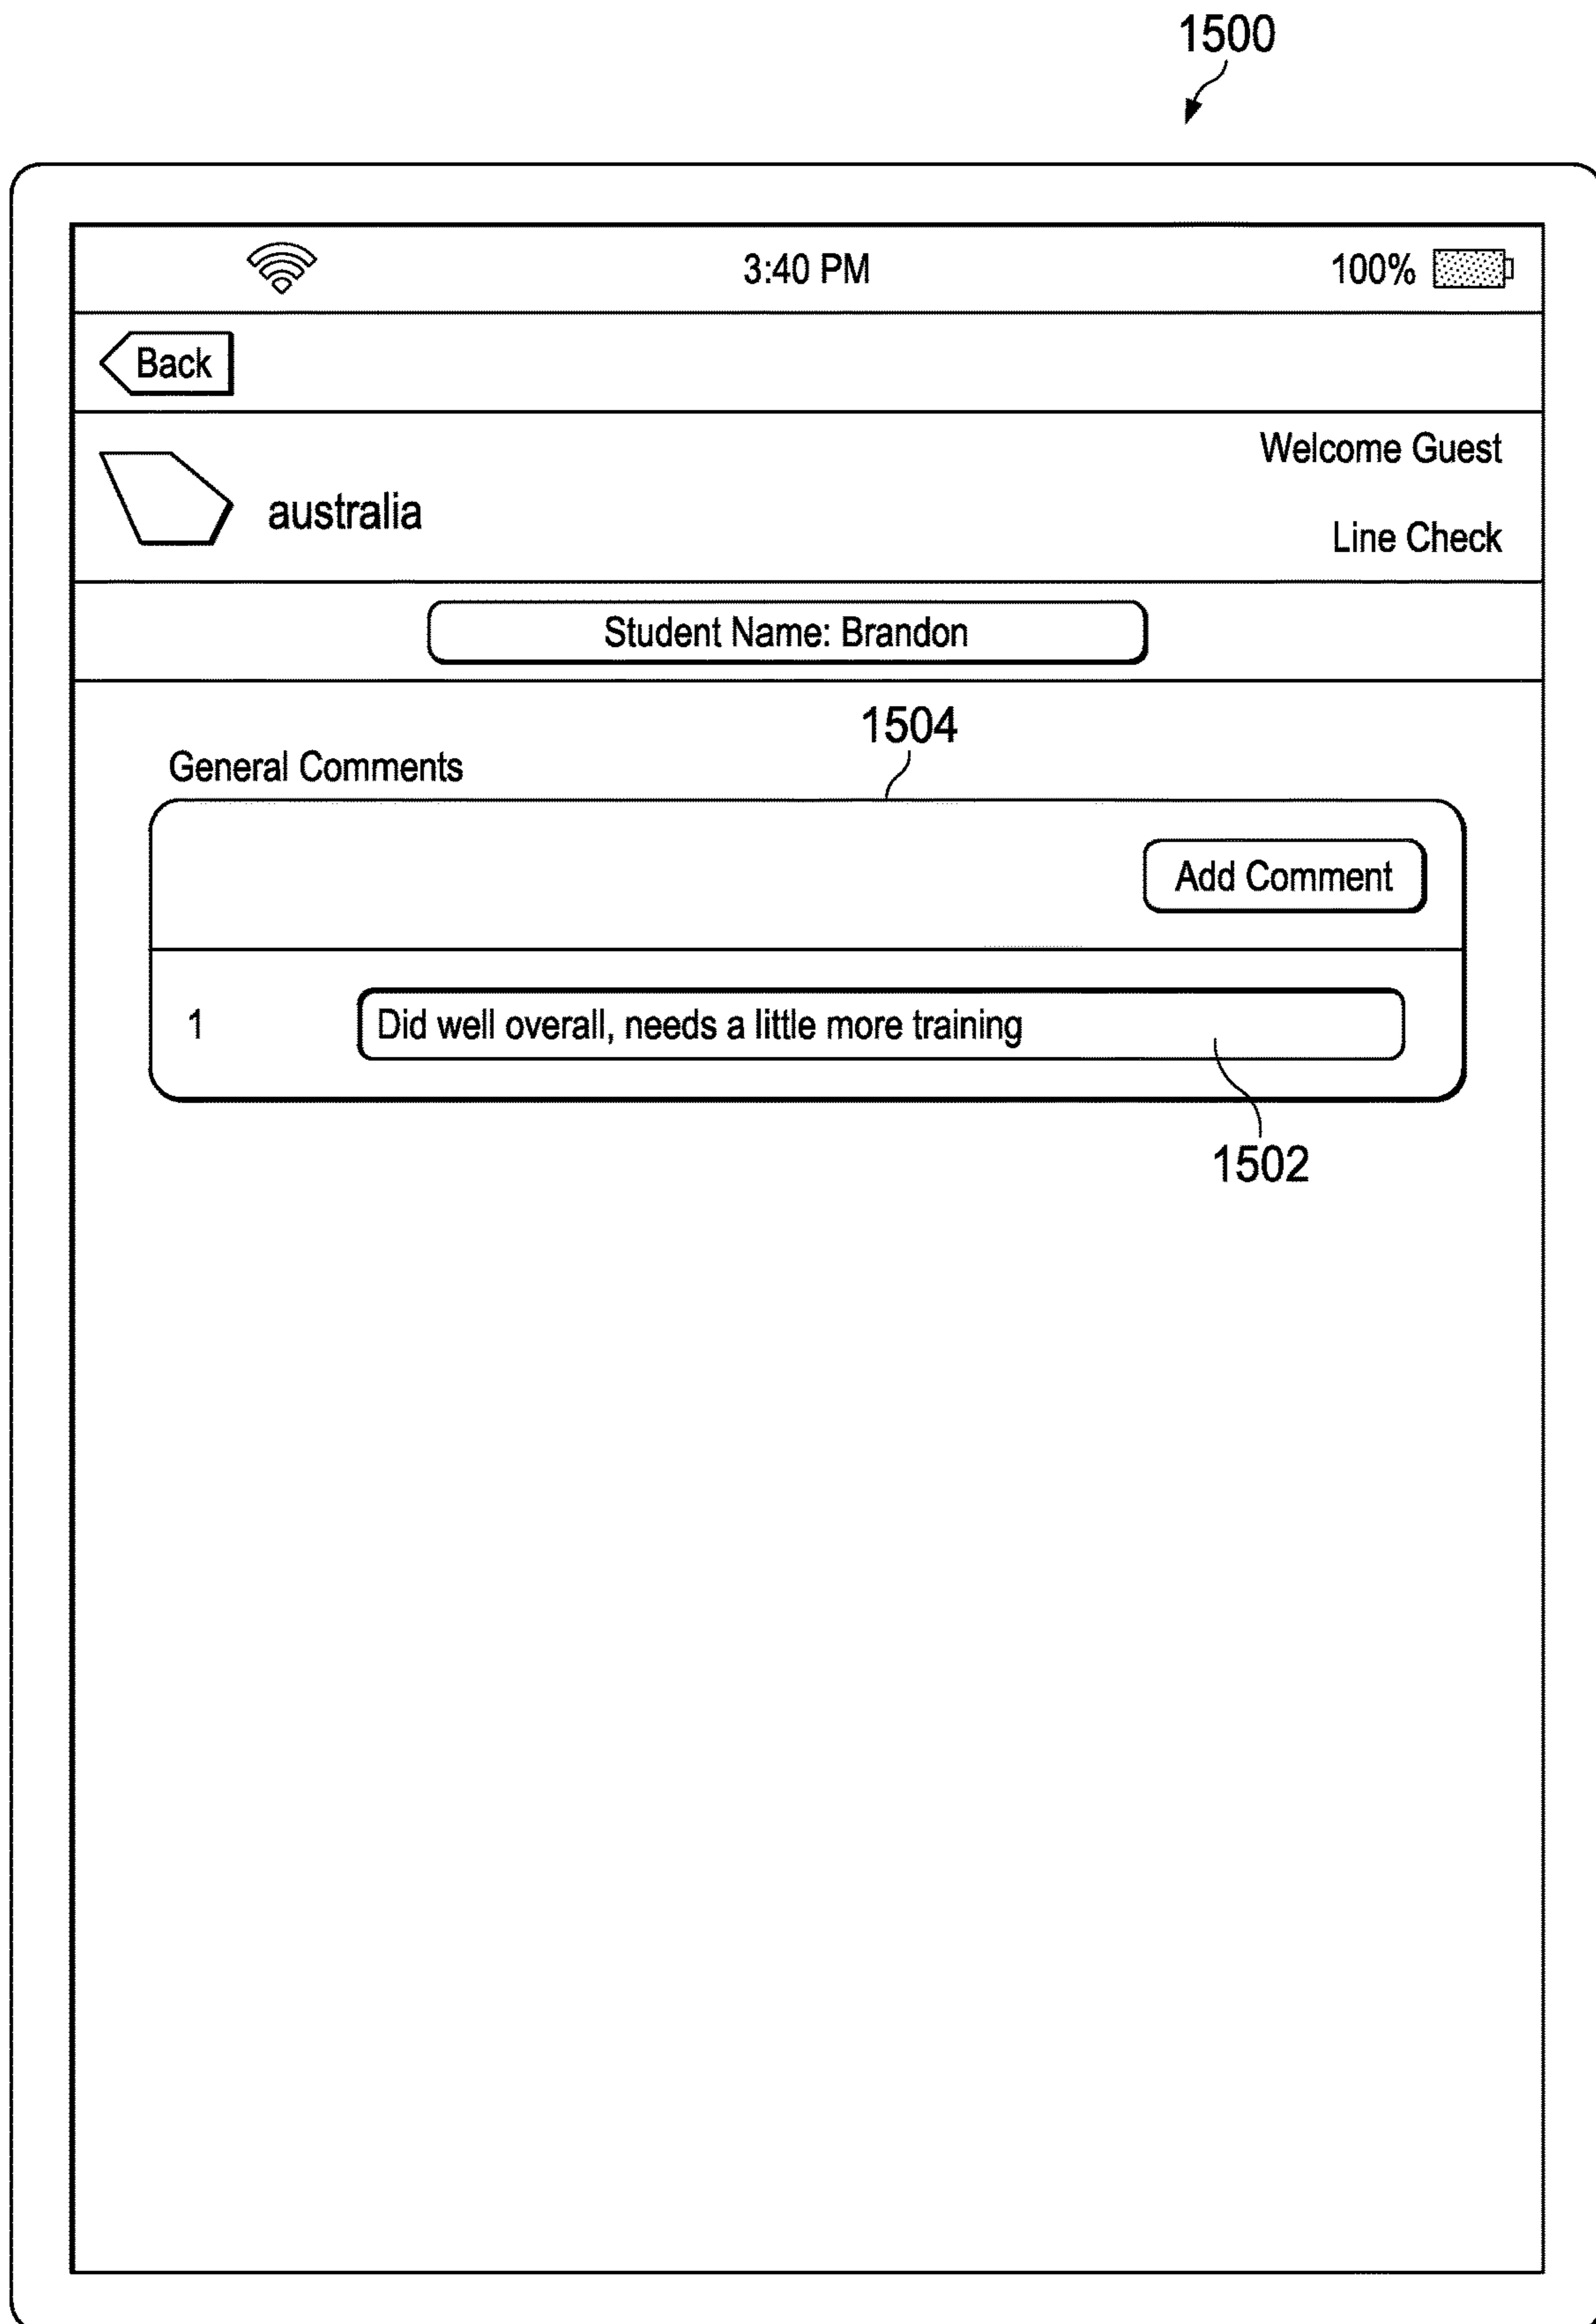 1500
3:40 PM 100%
Back
Welcome Guest
australia
Line Check
Student Name: Brandon
1504
General Comments
Add Comment
1 Did well overall, needs a little more training
1502